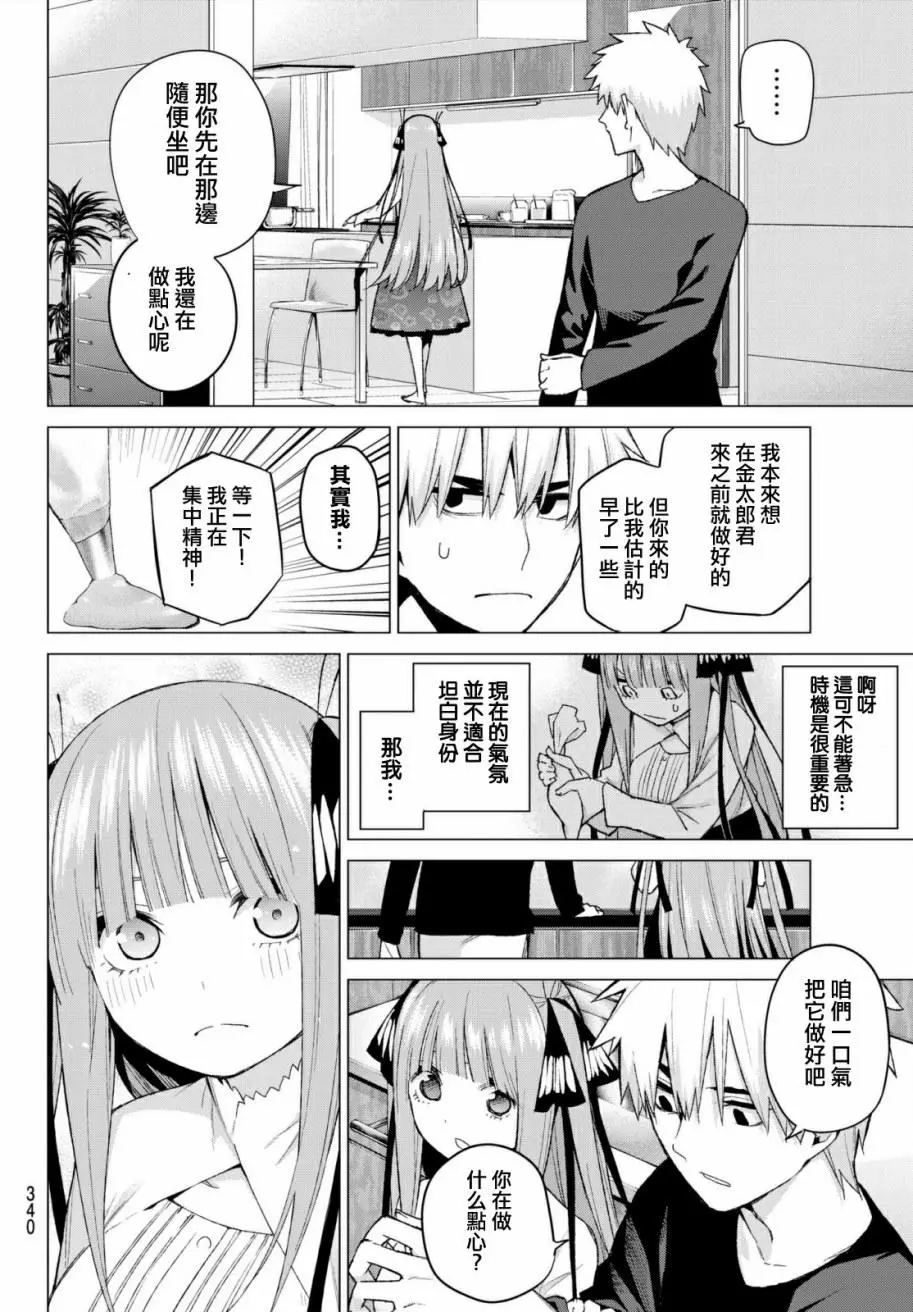 ……
那你先在那邊
隨便坐吧
我還在
做點心呢
我本來想
在金太郎君
來之前就做好的
但你來的
比我估計的
早了一些
其實我…
等一下！
我正在
集中精神！
啊呀
這可不能著急…
時機是很重要的
現在的氣氛
並不適合
坦白身份
那我…
咱們一口氣
把它做好吧
你在做
什么點心？
340